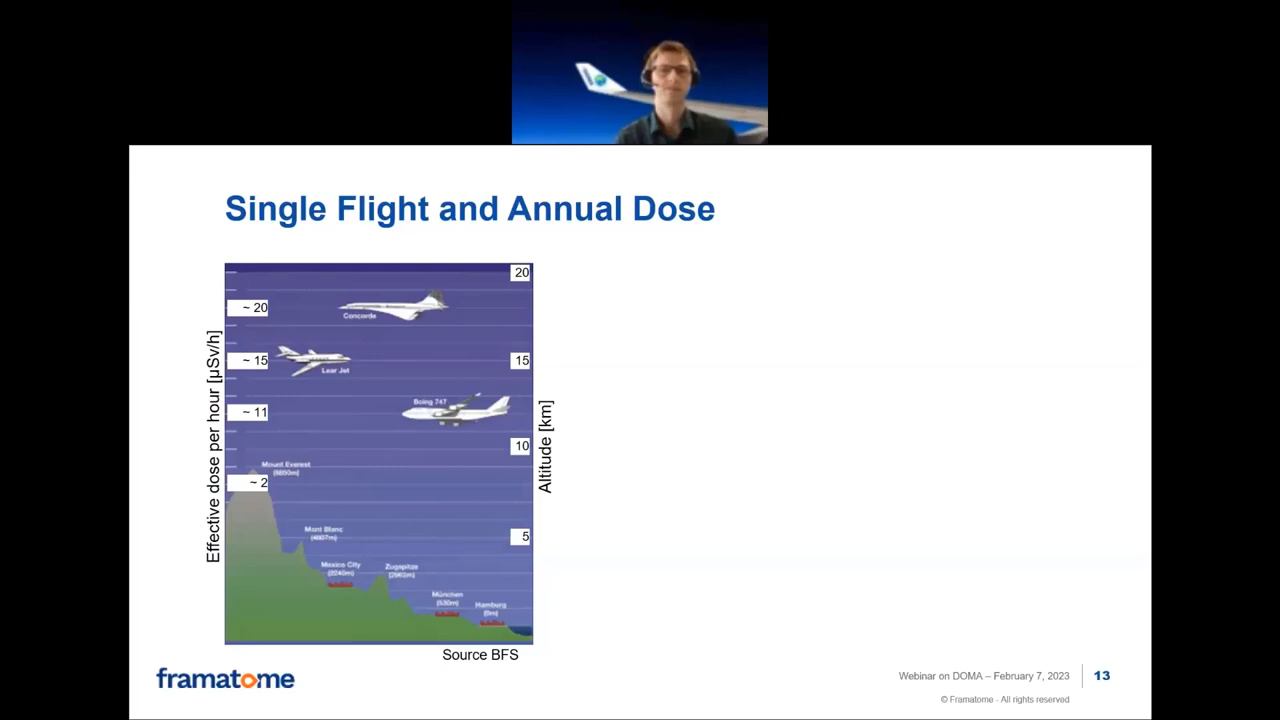 Single Flight and Annual Dose
Effective dose per hour [µSv/h]
~ 20
~ 15
~ 11
~ 2
20
15
10
5
Altitude [km]
Concorde
Lear Jet
Boing 747
Mount Everest
(8850m)
Mont Blanc
(4807m)
Mexico City
(2240m)
Zugspitze
(2962m)
München
(530m)
Hamburg
(0m)
Source BFS
framatome
Webinar on DOMA – February 7, 2023
13
© Framatome - All rights reserved